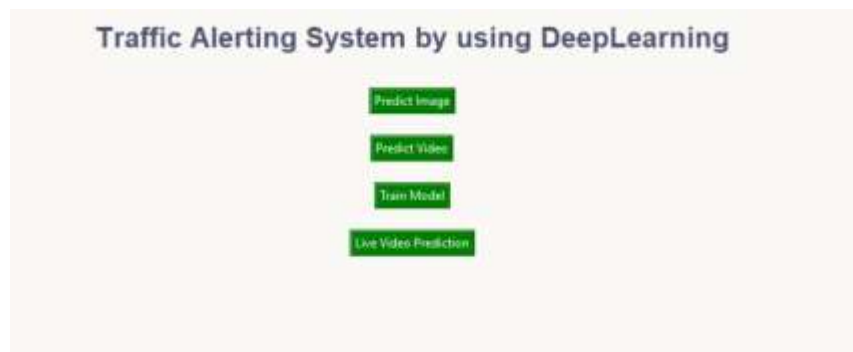 Traffic Alerting System by using DeepLearning
Predict Image
Predict Video
Train Model
Live Video Prediction